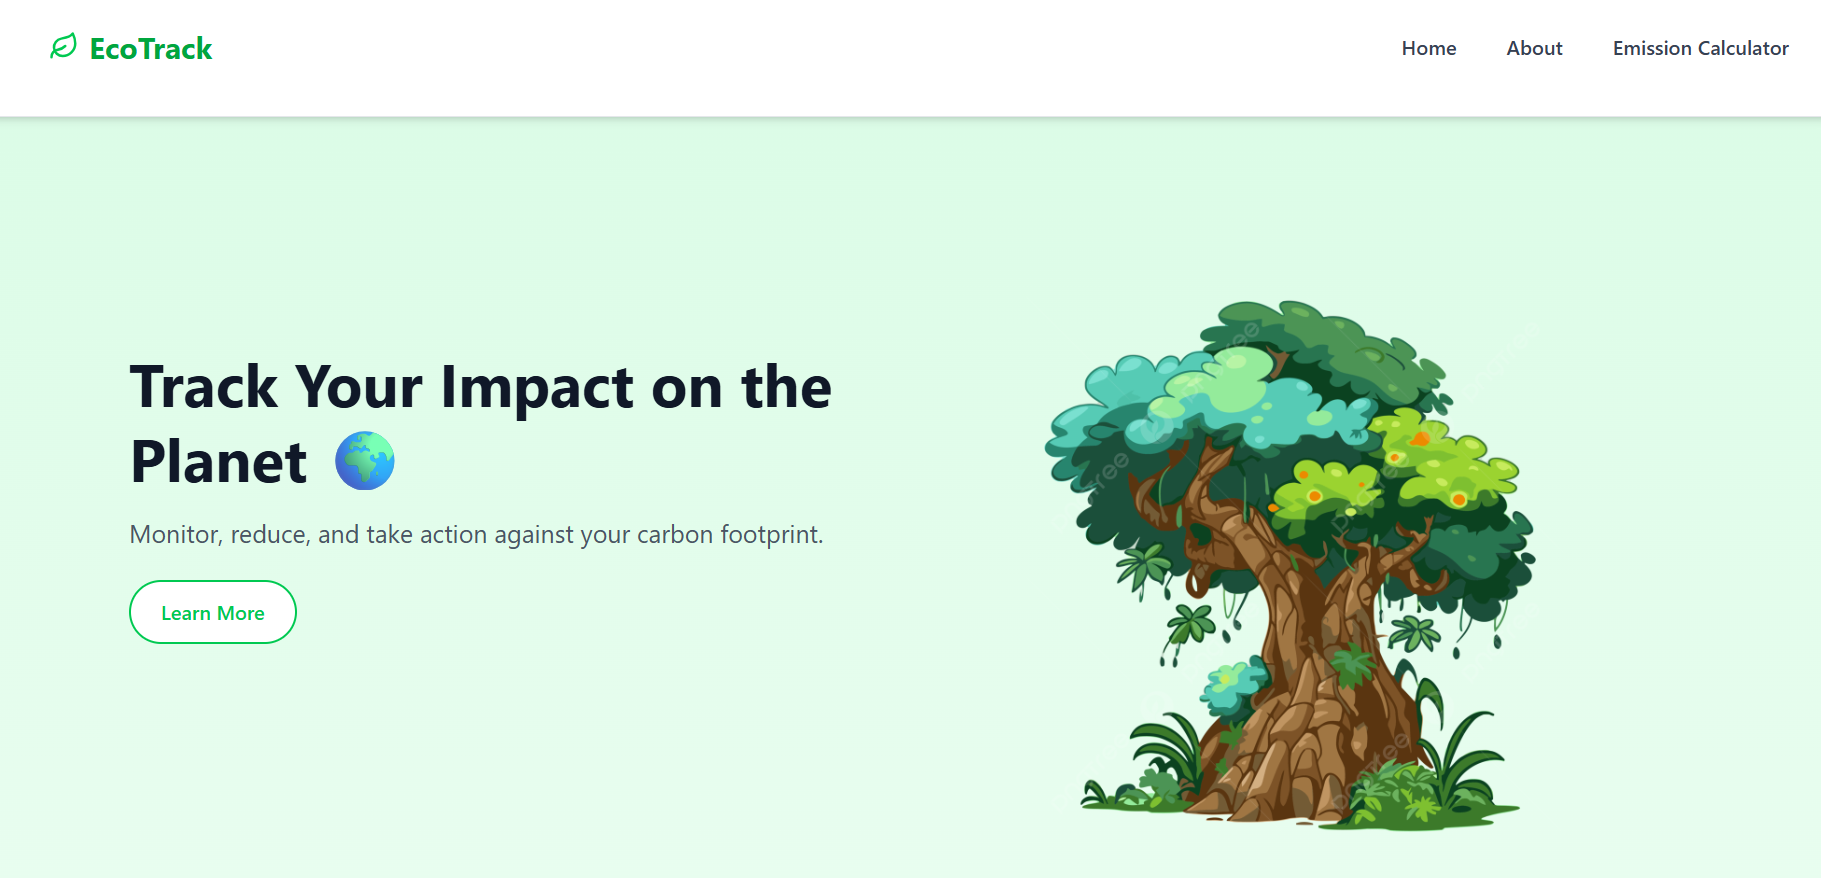 EcoTrack
Home
About
Emission Calculator
Track Your Impact on the
Planet
Monitor, reduce, and take action against your carbon footprint.
Learn More